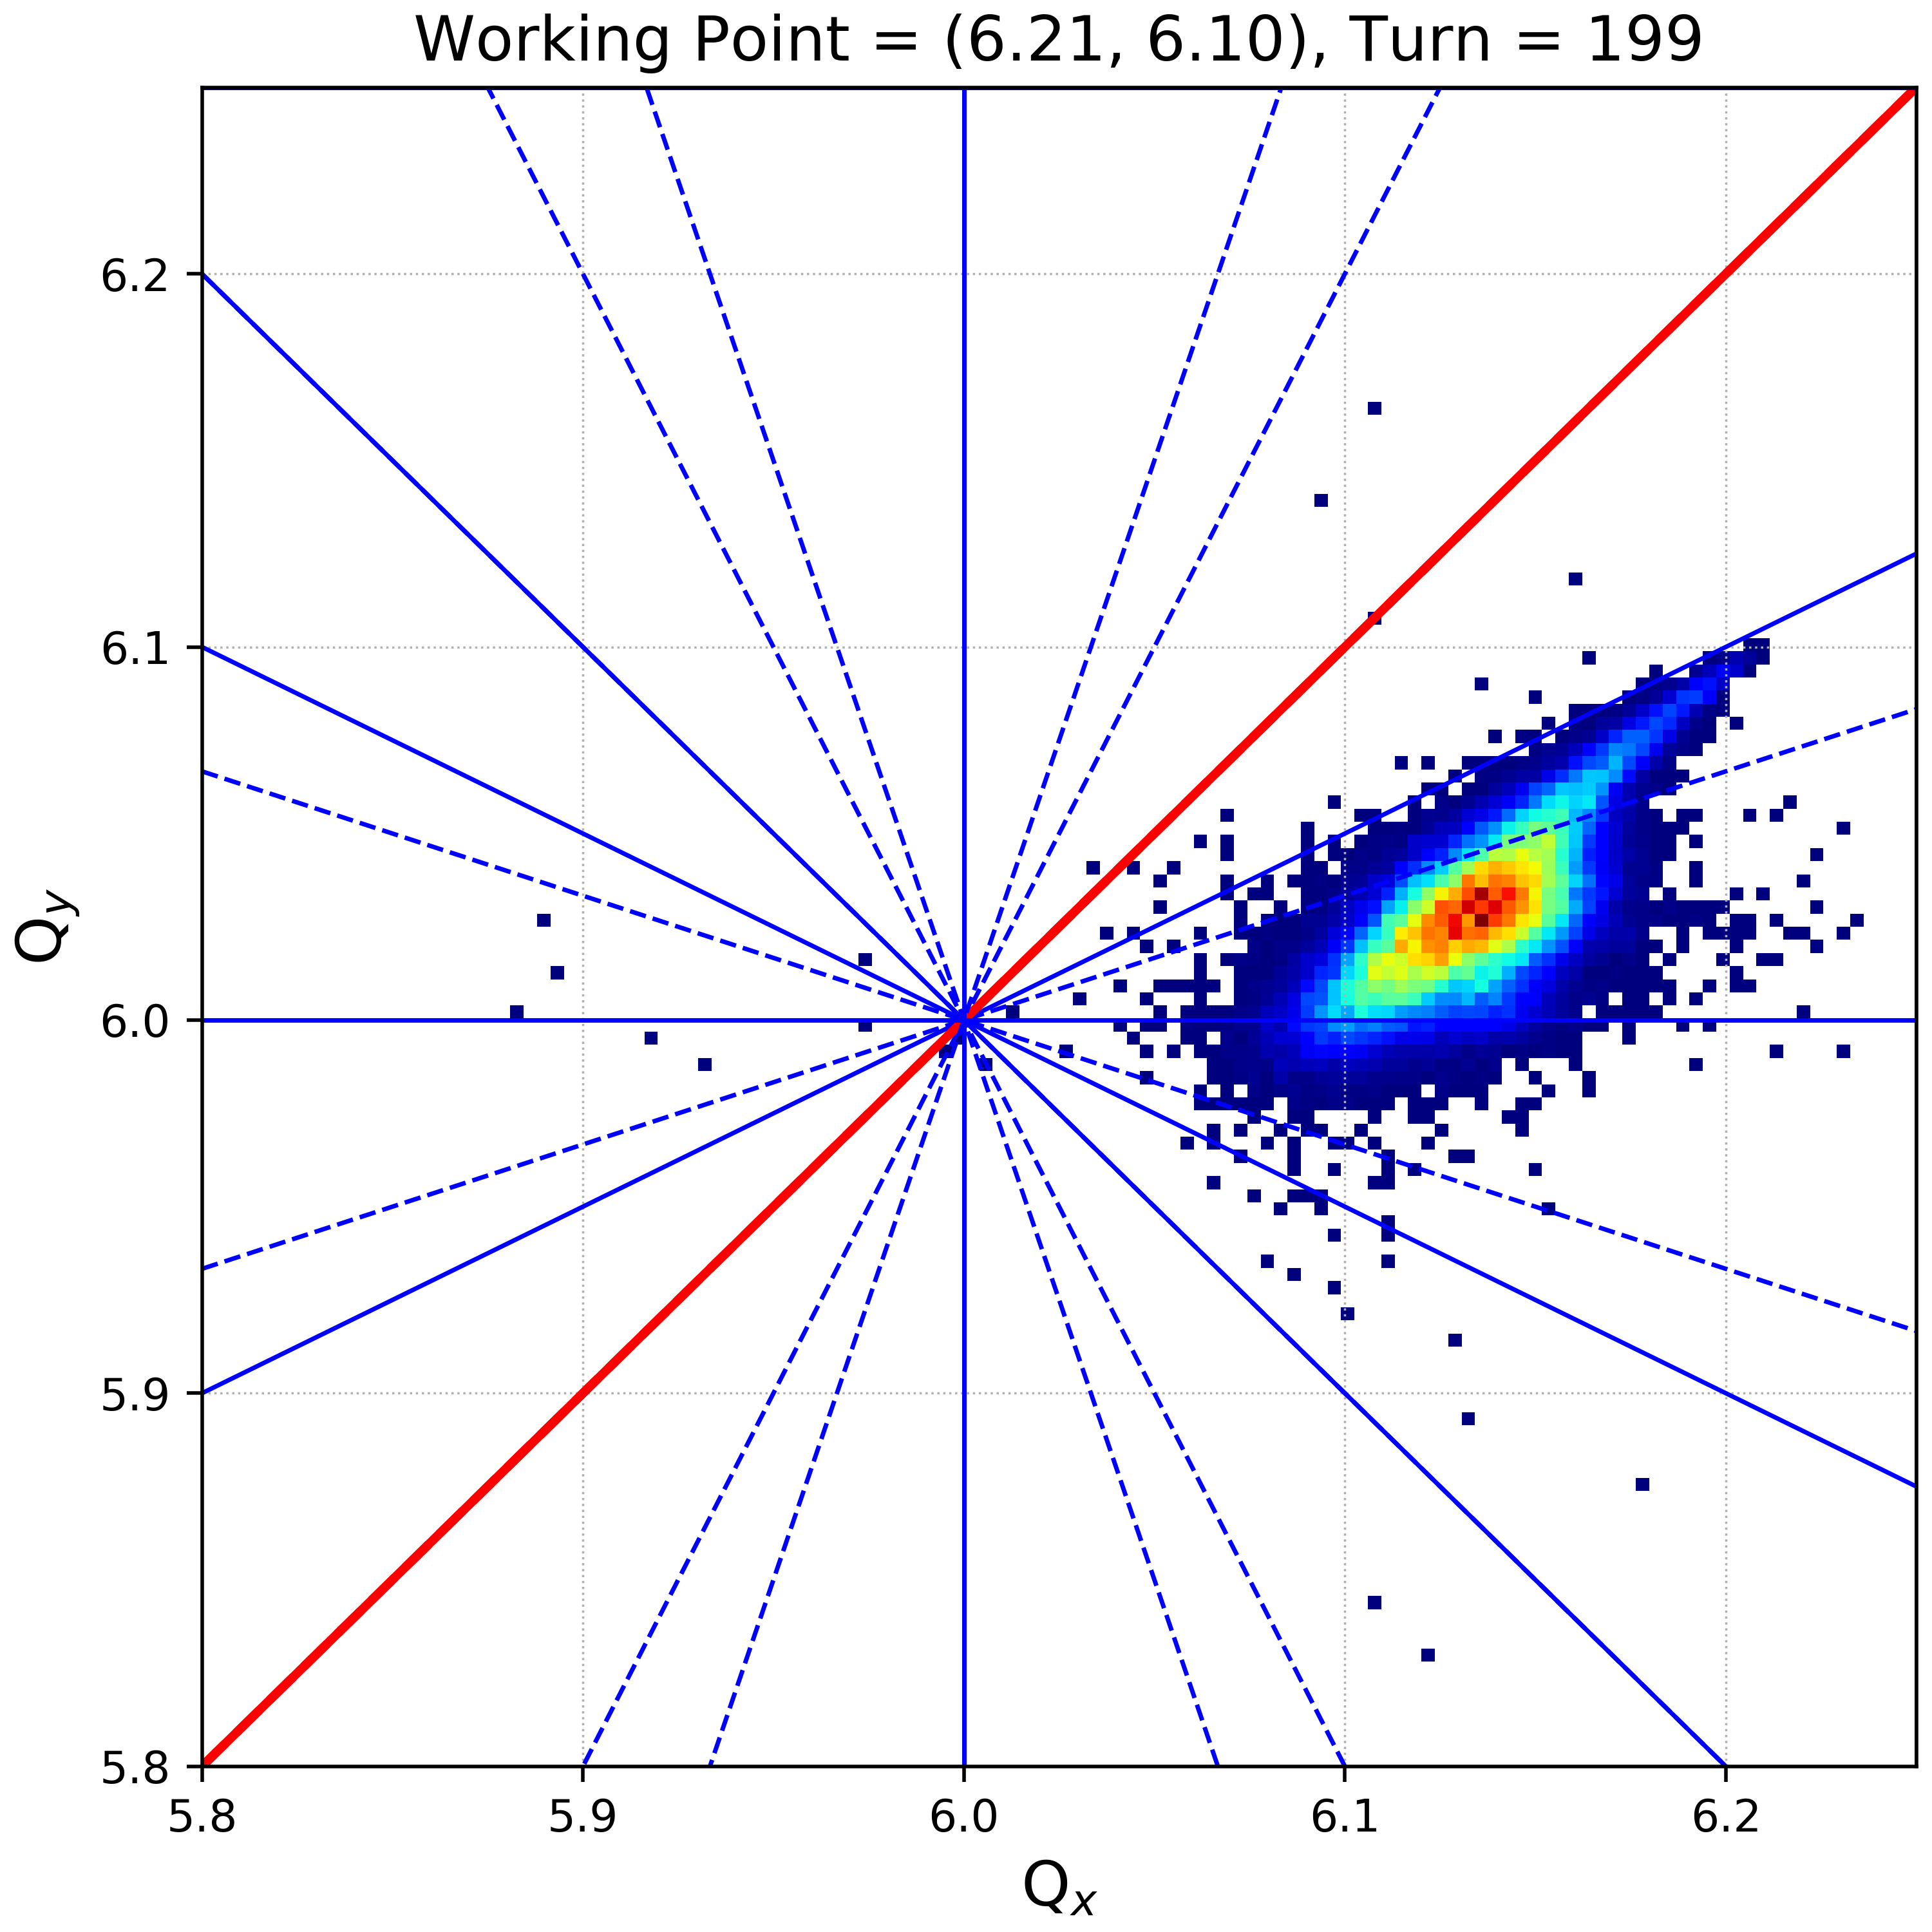 Working Point = (6.21, 6.10), Turn = 199
6.2
6.1
6.0
5.9
5.8
Qy
5.8 5.9 6.0 6.1 6.2
Qx